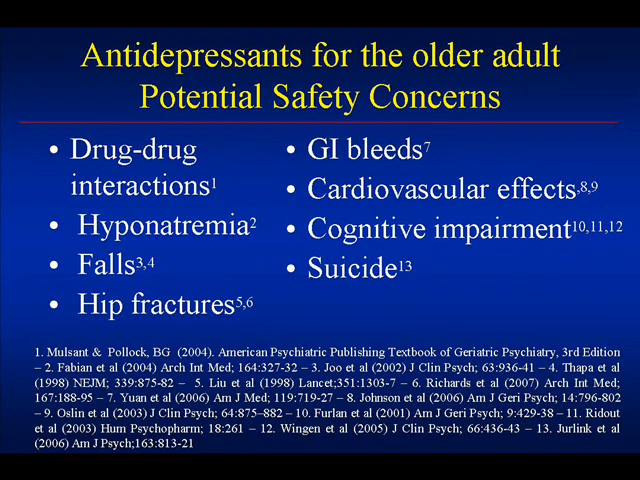 Antidepressants for the older adult
Potential Safety Concerns
• Drug-drug
interactions1
• Hyponatremia2
• Falls3,4
• Hip fractures5,6
• GI bleeds7
• Cardiovascular effects,8,9
• Cognitive impairment10,11,12
• Suicide13
1. Mulsant & Pollock, BG (2004). American Psychiatric Publishing Textbook of Geriatric Psychiatry, 3rd Edition
– 2. Fabian et al (2004) Arch Int Med; 164:327-32 – 3. Joo et al (2002) J Clin Psych; 63:936-41 – 4. Thapa et al
(1998) NEJM; 339:875-82 – 5. Liu et al (1998) Lancet;351:1303-7 – 6. Richards et al (2007) Arch Int Med;
167:188-95 – 7. Yuan et al (2006) Am J Med; 119:719-27 – 8. Johnson et al (2006) Am J Geri Psych; 14:796-802
– 9. Oslin et al (2003) J Clin Psych; 64:875–882 – 10. Furlan et al (2001) Am J Geri Psych; 9:429-38 – 11. Ridout
et al (2003) Hum Psychopharm; 18:261 – 12. Wingen et al (2005) J Clin Psych; 66:436-43 – 13. Jurlink et al
(2006) Am J Psych;163:813-21